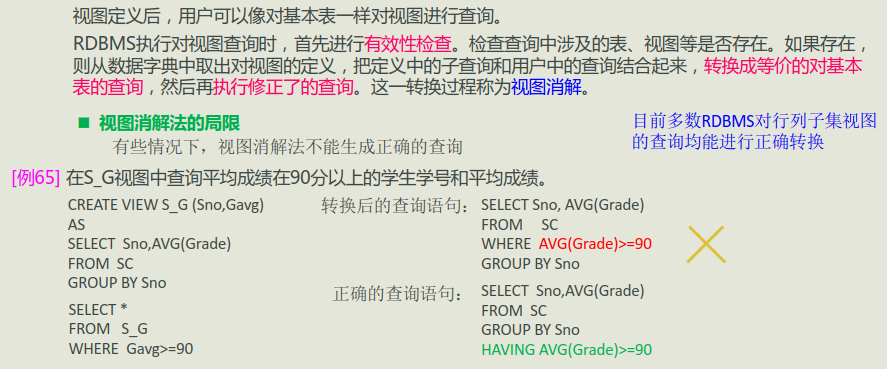 视图定义后，用户可以像对基本表一样对视图进行查询。
RDBMS执行对视图查询时，首先进行有效性检查。检查查询中涉及的表、视图等是否存在。如果存在，
则从数据字典中取出对视图的定义，把定义中的子查询和用户中的查询结合起来，转换成等价的对基本
表的查询，然后再执行修正了的查询。这一转换过程称为视图消解。
■ 视图消解法的局限
有些情况下，视图消解法不能生成正确的查询
目前多数RDBMS对行列子集视图
的查询均能进行正确转换
[例65] 在S_G视图中查询平均成绩在90分以上的学生学号和平均成绩。
CREATE VIEW S_G (Sno,Gavg)
AS
SELECT Sno,AVG(Grade)
FROM SC
GROUP BY Sno
SELECT *
FROM S_G
WHERE Gavg>=90
转换后的查询语句：
SELECT Sno, AVG(Grade)
FROM SC
WHERE AVG(Grade)>=90
GROUP BY Sno
正确的查询语句：
SELECT Sno,AVG(Grade)
FROM SC
GROUP BY Sno
HAVING AVG(Grade)>=90